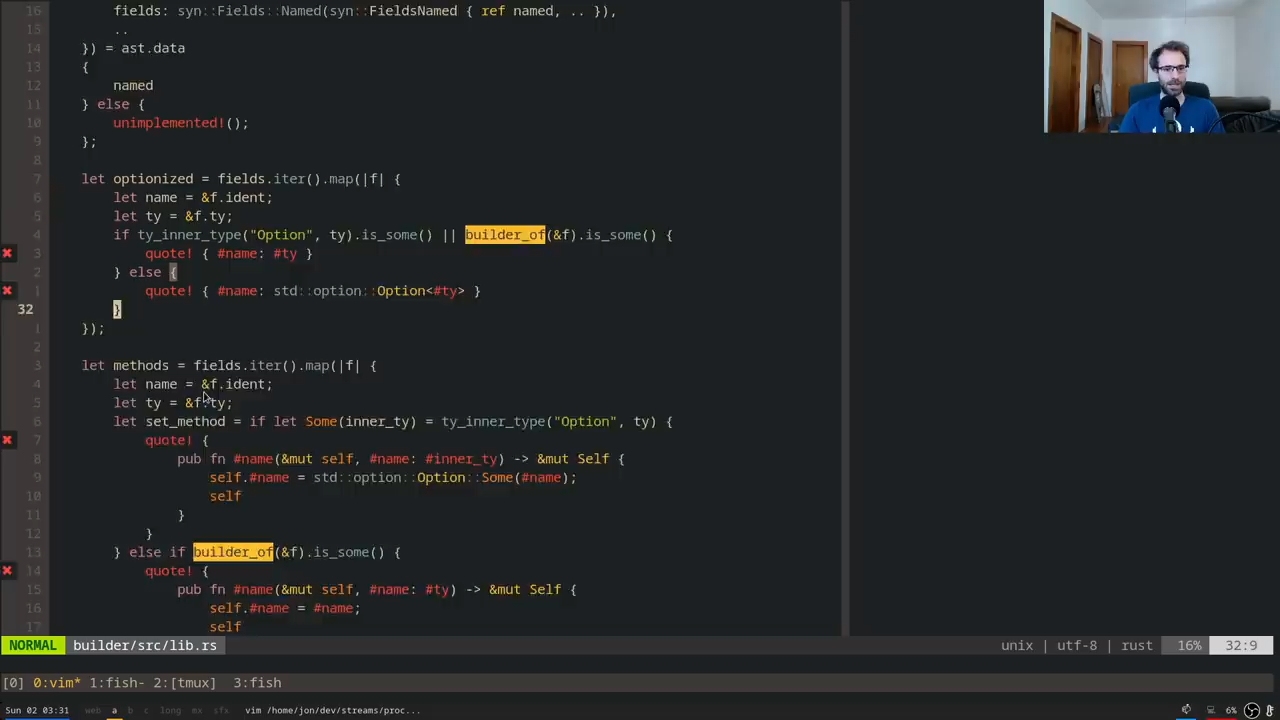 16 fields: syn::Fields::Named(syn::FieldsNamed { ref named, .. }),
15 ..
14 }) = ast.data
13 {
12 named
11 } else {
10 unimplemented!();
9 };
8
7 let optionized = fields.iter().map(|f| {
6 let name = &f.ident;
5 let ty = &f.ty;
4 if ty_inner_type("Option", ty).is_some() || builder_of(&f).is_some() {
3 quote! { #name: #ty }
2 } else {
1 quote! { #name: std::option::Option<#ty> }
32 }
1 });
2
3 let methods = fields.iter().map(|f| {
4 let name = &f.ident;
5 let ty = &f.ty;
6 let set_method = if let Some(inner_ty) = ty_inner_type("Option", ty) {
7 quote! {
8 pub fn #name(&mut self, #name: #inner_ty) -> &mut Self {
9 self.#name = std::option::Option::Some(#name);
10 self
11 }
12 }
13 } else if builder_of(&f).is_some() {
14 quote! {
15 pub fn #name(&mut self, #name: #ty) -> &mut Self {
16 self.#name = #name;
17 self
NORMAL builder/src/lib.rs unix | utf-8 | rust 16% 32:9
[0] 0:vim* 1:fish- 2:[tmux] 3:fish
Sun 02 03:31 web a b c long mx sfx vim /home/jon/dev/streams/proc... 6%